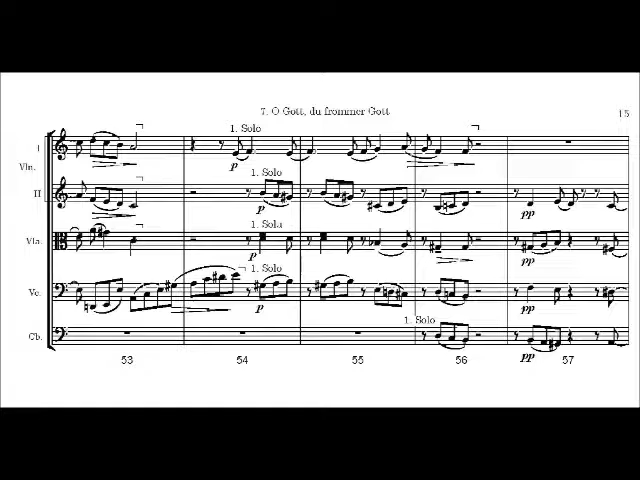 7. O Gott, du frommer Gott
15
1. Solo
I
Vln.
p
1. Solo
II
p
pp
1. Solo
Vla.
p
pp
1. Solo
Vc.
p
pp
1. Solo
Cb.
pp
53 54 55 56 57